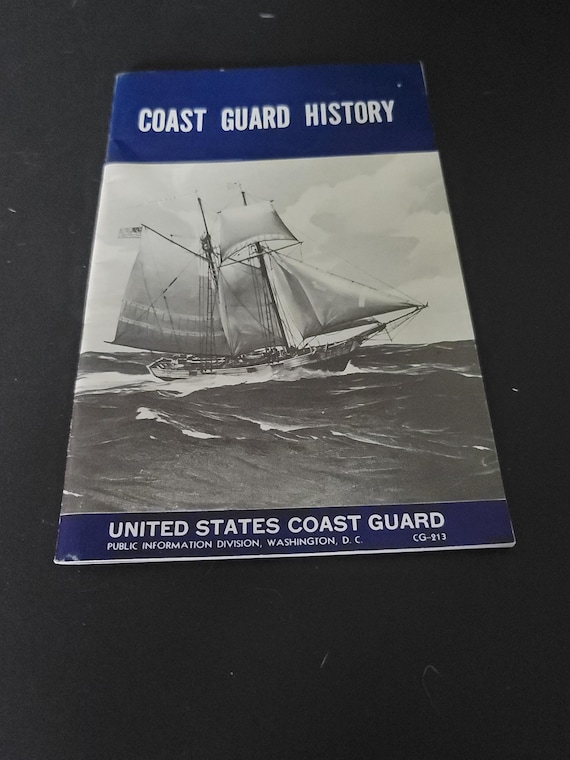 COAST GUARD HISTORY
UNITED STATES COAST GUARD
PUBLIC INFORMATION DIVISION, WASHINGTON, D. C. CG-213